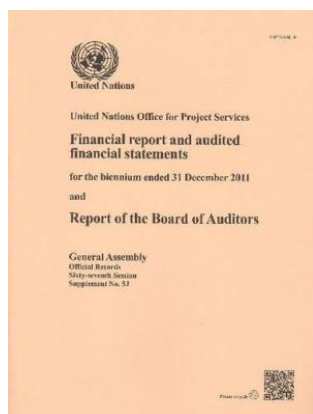 United Nations
United Nations Office for Project Services
Financial report and audited
financial statements
for the biennium ended 31 December 2011
and
Report of the Board of Auditors
General Assembly
Official Records
Sixty-seventh Session
Supplement No. 5J